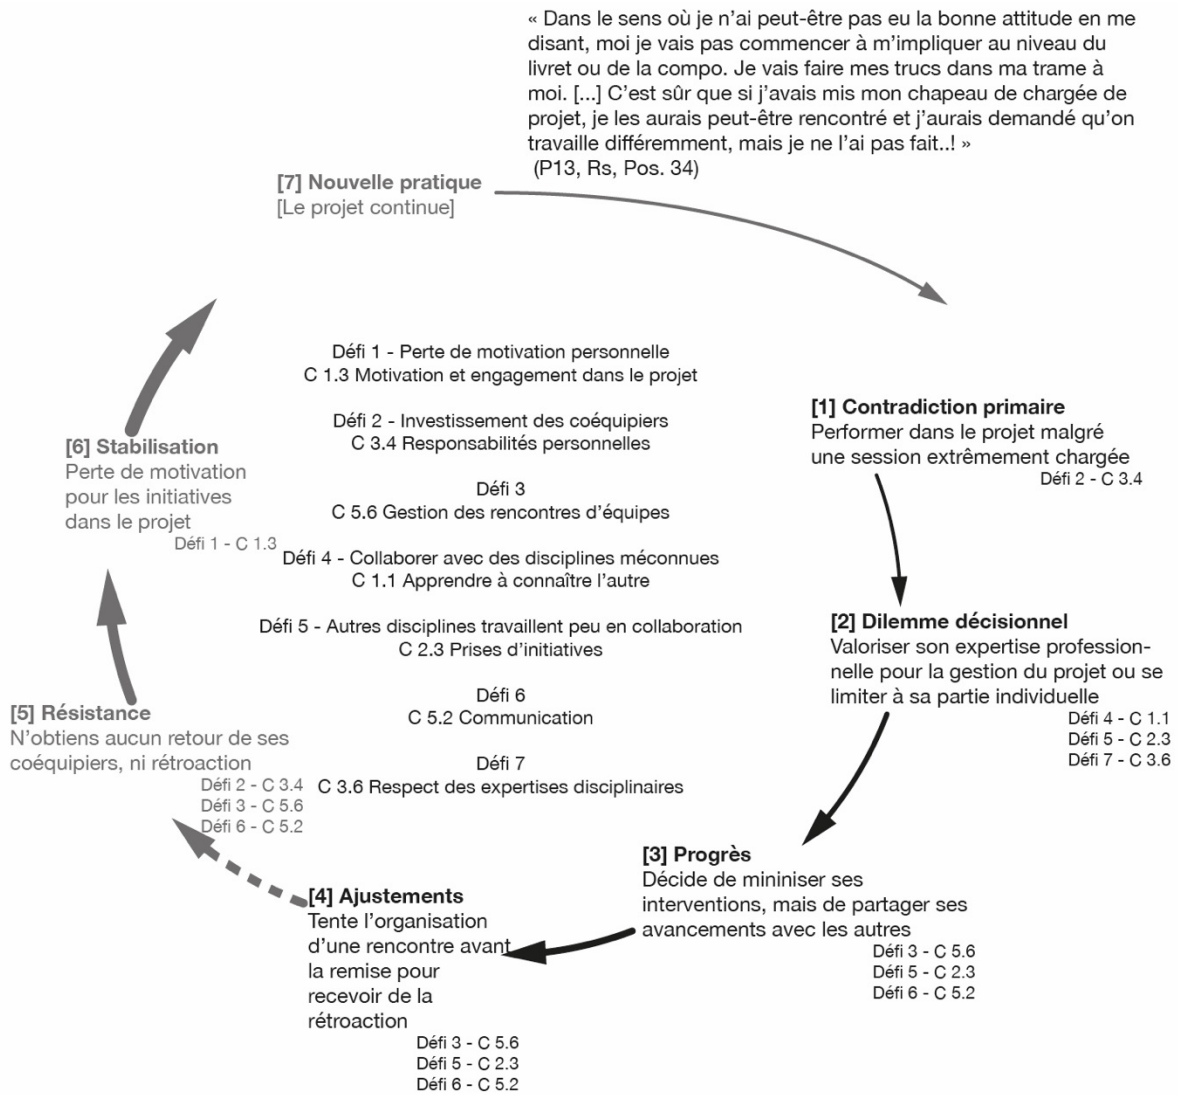 « Dans le sens où je n’ai peut-être pas eu la bonne attitude en me
disant, moi je vais pas commencer à m’impliquer au niveau du
livret ou de la compo. Je vais faire mes trucs dans ma trame à
moi. [...] C’est sûr que si j’avais mis mon chapeau de chargée de
projet, je les aurais peut-être rencontré et j’aurais demandé qu’on
travaille différemment, mais je ne l’ai pas fait..! »
(P13, Rs, Pos. 34)
[7] Nouvelle pratique
[Le projet continue]
[1] Contradiction primaire
Performer dans le projet malgré
une session extrêmement chargée
Défi 2 - C 3.4
[2] Dilemme décisionnel
Valoriser son expertise profession-
nelle pour la gestion du projet ou se
limiter à sa partie individuelle
Défi 4 - C 1.1
Défi 5 - C 2.3
Défi 7 - C 3.6
[3] Progrès
Décide de mininiser ses
interventions, mais de partager ses
avancements avec les autres
Défi 3 - C 5.6
Défi 5 - C 2.3
Défi 6 - C 5.2
[4] Ajustements
Tente l’organisation
d’une rencontre avant
la remise pour
recevoir de la
rétroaction
Défi 3 - C 5.6
Défi 5 - C 2.3
Défi 6 - C 5.2
[5] Résistance
N’obtiens aucun retour de ses
coéquipiers, ni rétroaction
Défi 2 - C 3.4
Défi 3 - C 5.6
Défi 6 - C 5.2
[6] Stabilisation
Perte de motivation
pour les initiatives
dans le projet
Défi 1 - C 1.3
Défi 1 - Perte de motivation personnelle
C 1.3 Motivation et engagement dans le projet
Défi 2 - Investissement des coéquipiers
C 3.4 Responsabilités personnelles
Défi 3
C 5.6 Gestion des rencontres d’équipes
Défi 4 - Collaborer avec des disciplines méconnues
C 1.1 Apprendre à connaître l’autre
Défi 5 - Autres disciplines travaillent peu en collaboration
C 2.3 Prises d’initiatives
Défi 6
C 5.2 Communication
Défi 7
C 3.6 Respect des expertises disciplinaires